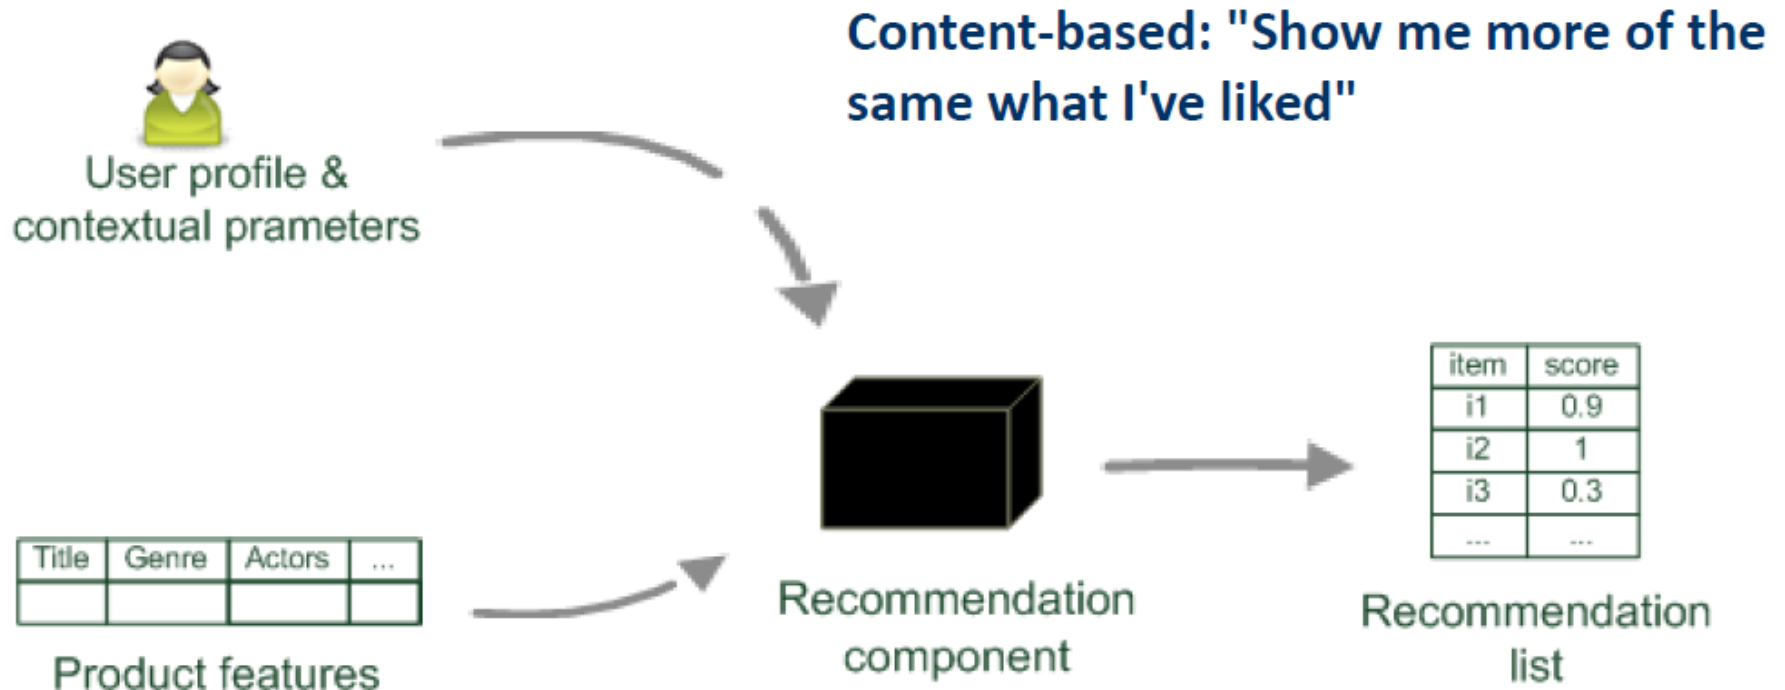 Content-based: "Show me more of the
same what I've liked"
User profile &
contextual prameters
item score
i1 0.9
i2 1
i3 0.3
... ...
Title Genre Actors ...
Product features
Recommendation
component
Recommendation
list